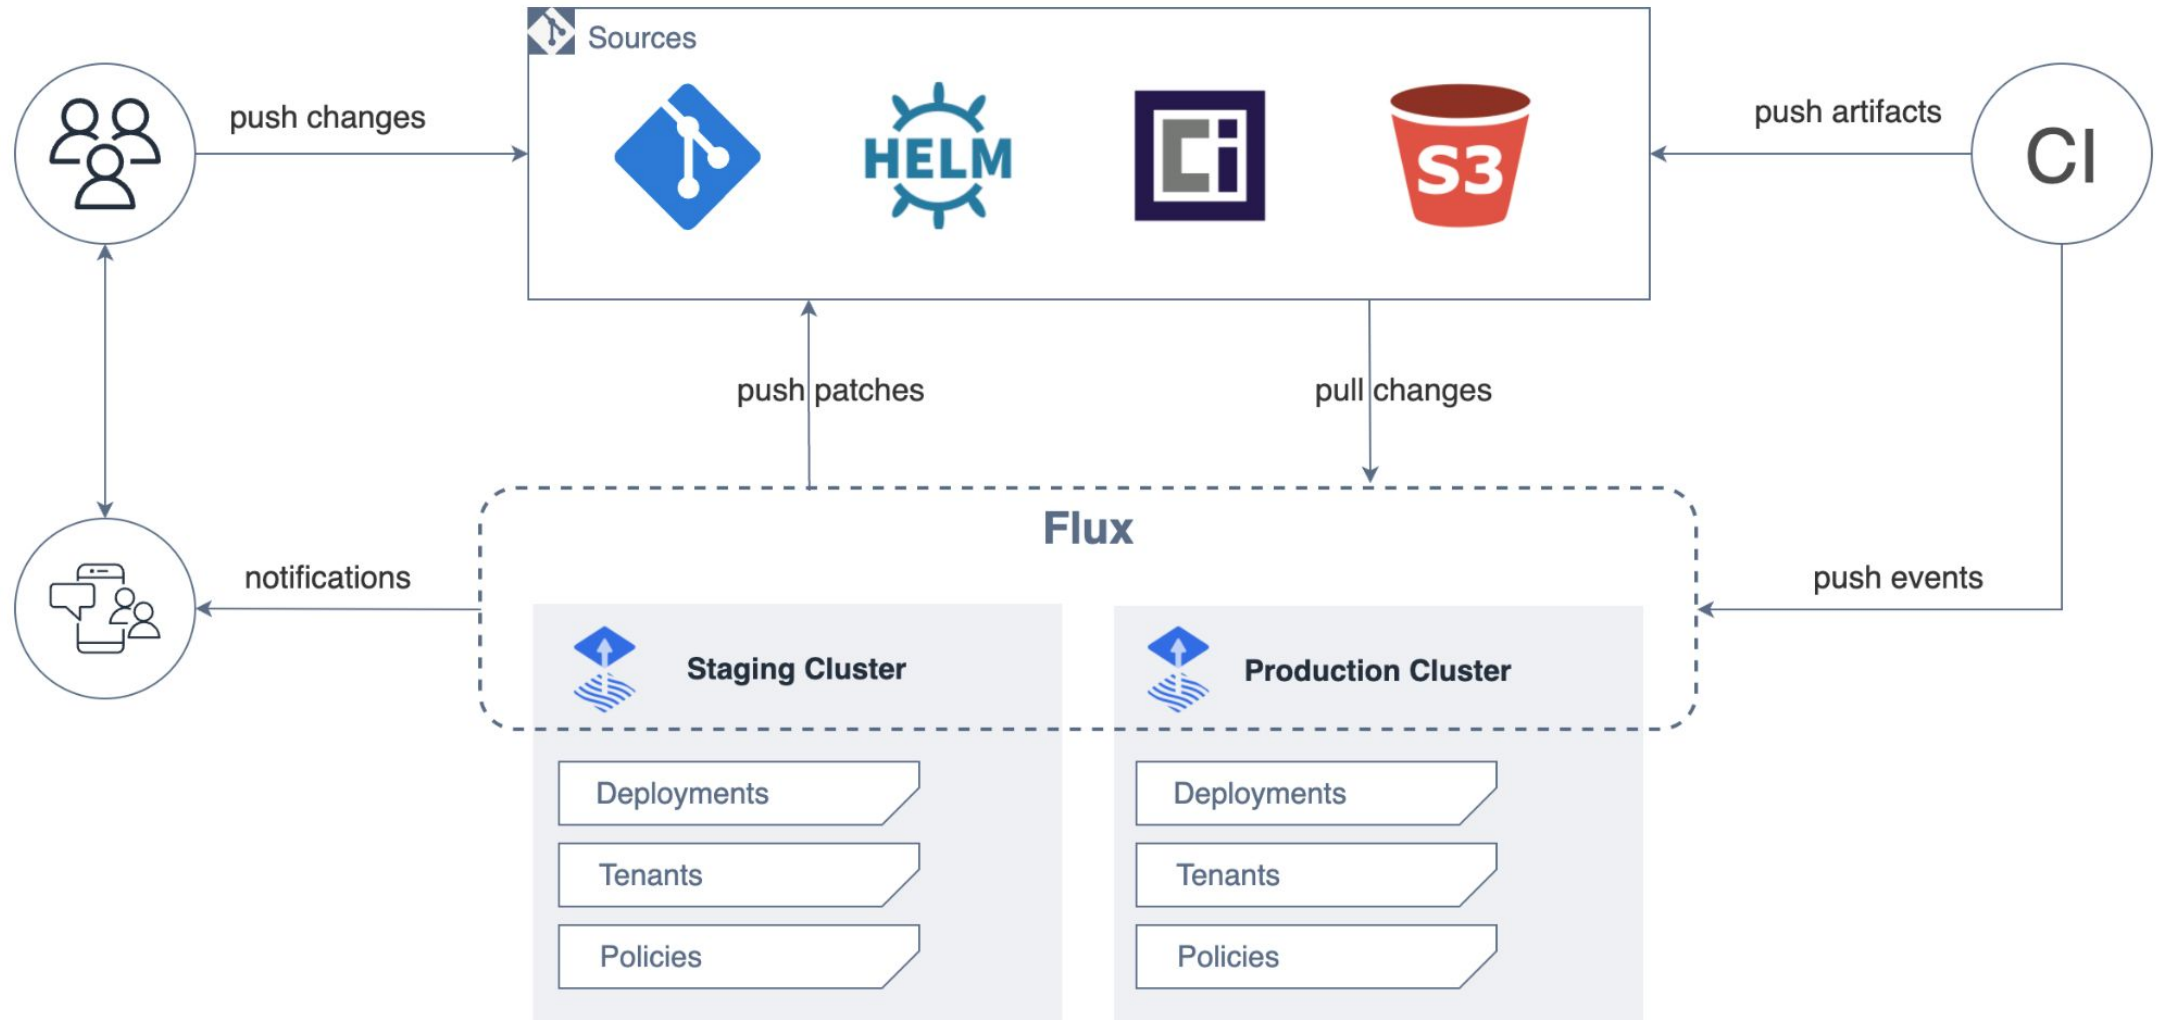 Sources
push changes
HELM
S3
push artifacts
CI
push patches
pull changes
Flux
notifications
push events
Staging Cluster
Production Cluster
Deployments
Tenants
Policies
Deployments
Tenants
Policies